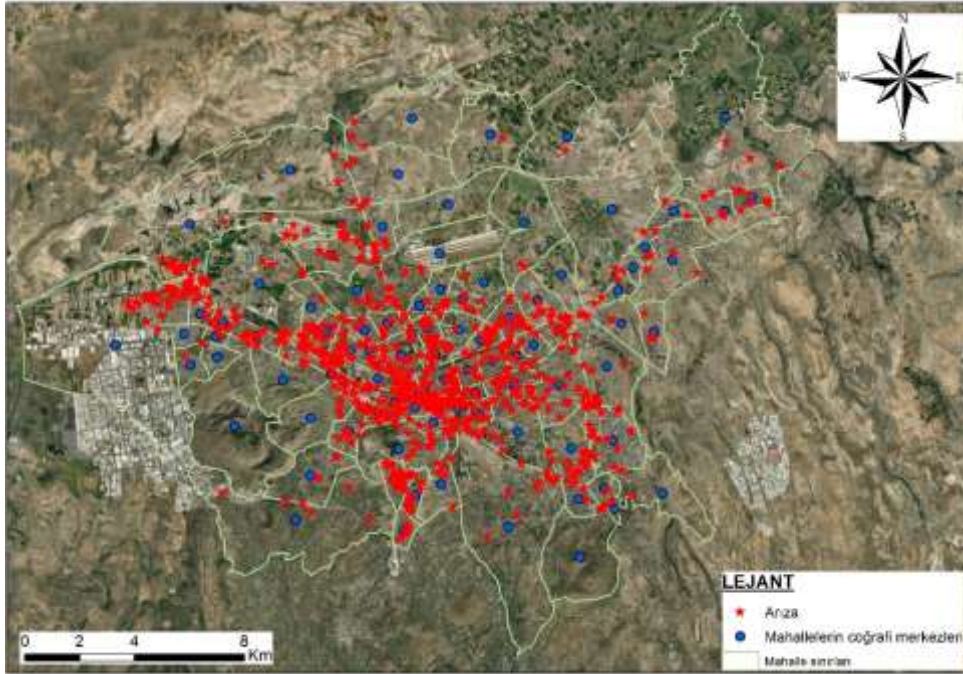 N
W E
S
LEJANT
Arıza
Mahallelerin coğrafi merkezleri
Mahalle sınırları
0 2 4 8
Km